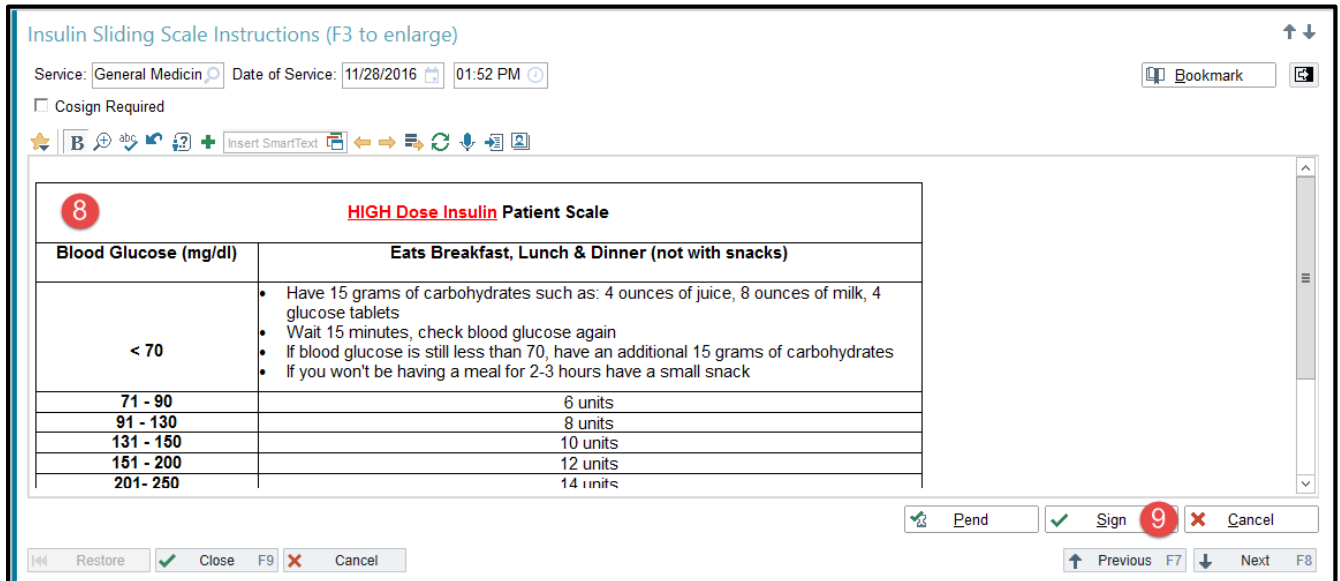 Insulin Sliding Scale Instructions (F3 to enlarge)
Service: General Medicin Date of Service: 11/28/2016 01:52 PM Bookmark
Cosign Required
B abc Insert SmartText
8 HIGH Dose Insulin Patient Scale
Blood Glucose (mg/dl) Eats Breakfast, Lunch & Dinner (not with snacks)
• Have 15 grams of carbohydrates such as: 4 ounces of juice, 8 ounces of milk, 4
glucose tablets
• Wait 15 minutes, check blood glucose again
< 70 • If blood glucose is still less than 70, have an additional 15 grams of carbohydrates
• If you won't be having a meal for 2-3 hours have a small snack
71 - 90 6 units
91 - 130 8 units
131 - 150 10 units
151 - 200 12 units
201- 250 14 units
Pend Sign 9 Cancel
Restore Close F9 Cancel Previous F7 Next F8